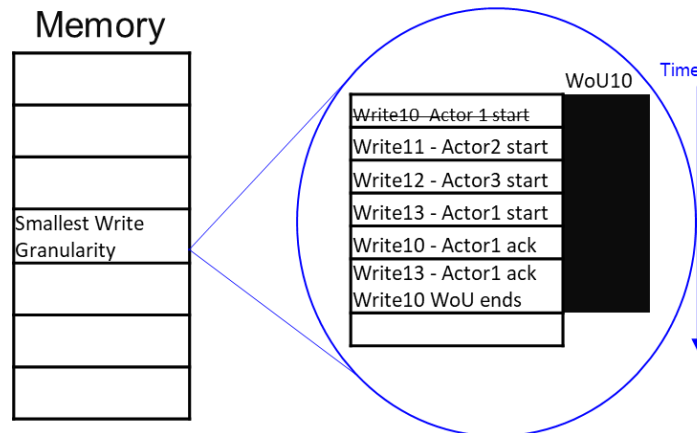 Memory
Time
WoU10
Write10 Actor 1 start
Write11 - Actor2 start
Write12 - Actor3 start
Smallest Write
Granularity
Write13 - Actor1 start
Write10 - Actor1 ack
Write13 - Actor1 ack
Write10 WoU ends